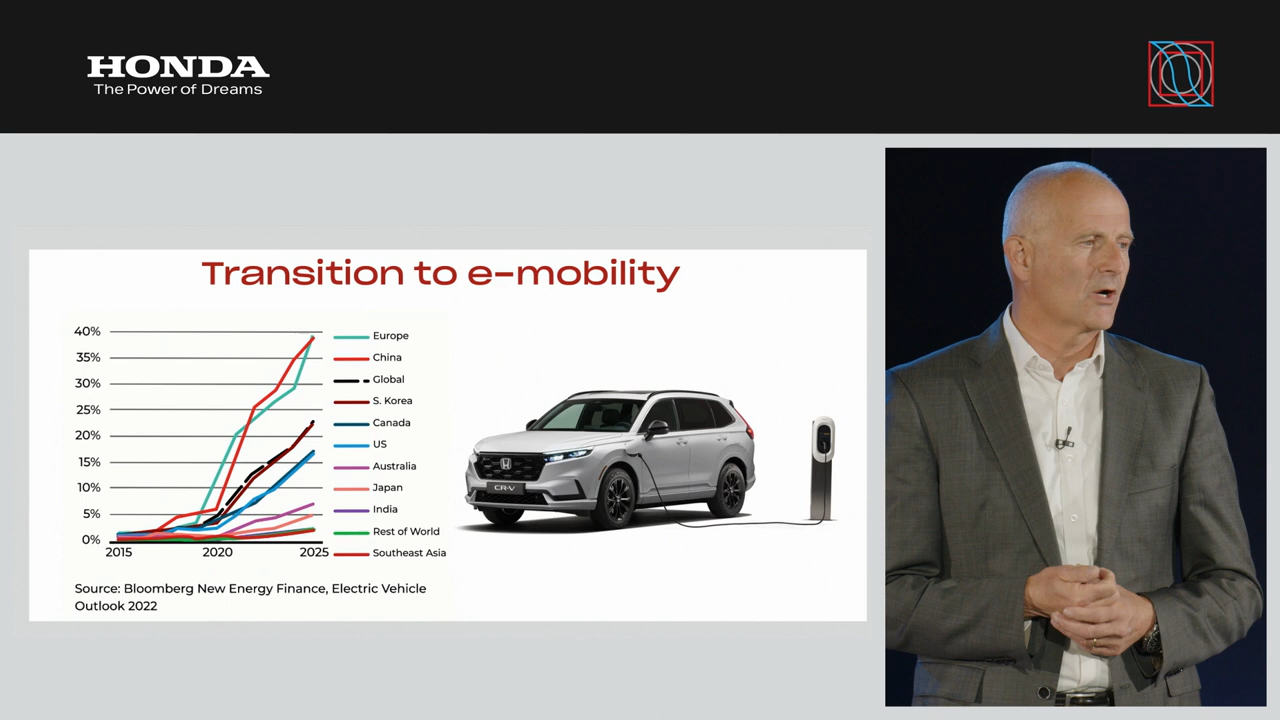 HONDA
The Power of Dreams
Transition to e-mobility
40%
35%
30%
25%
20%
15%
10%
5%
0%
2015 2020 2025
Europe
China
Global
S. Korea
Canada
US
Australia
Japan
India
Rest of World
Southeast Asia
CR-V
Source: Bloomberg New Energy Finance, Electric Vehicle
Outlook 2022